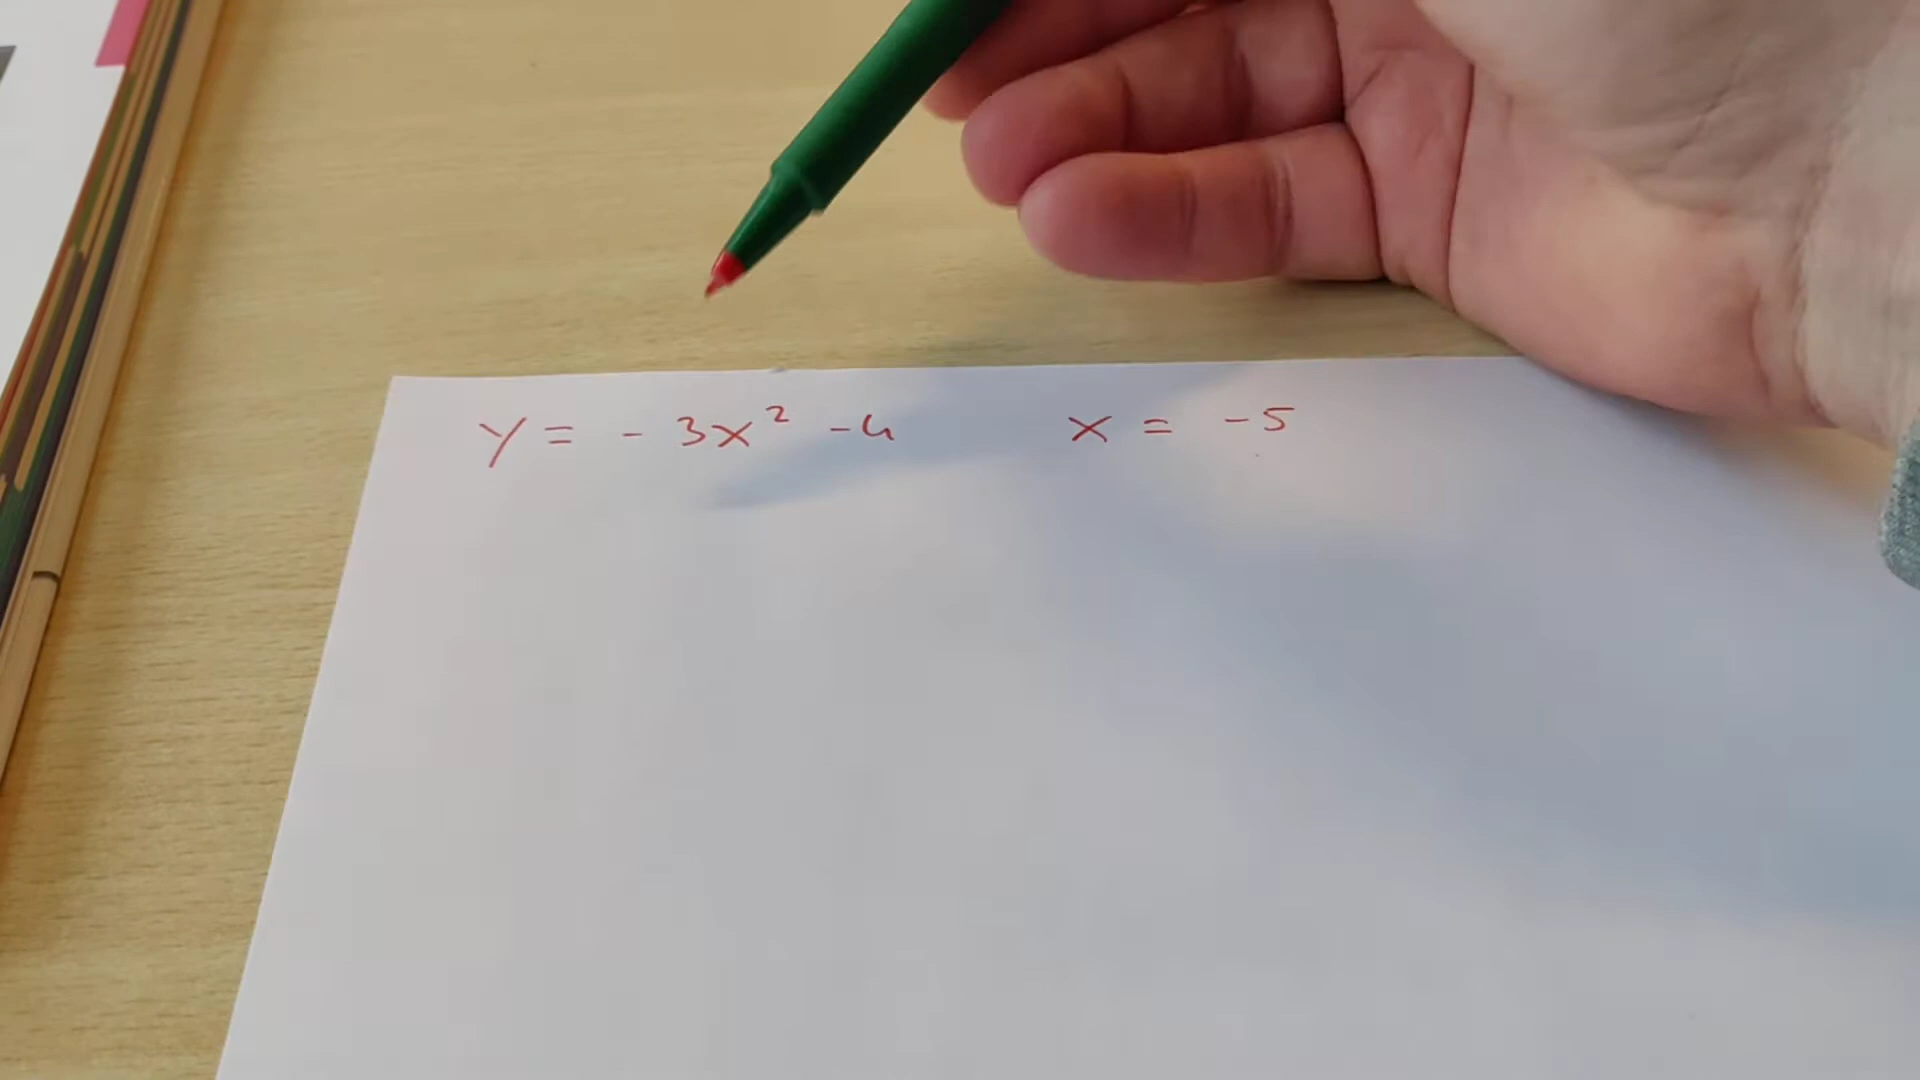 y = - 3x² - 4 x = -5